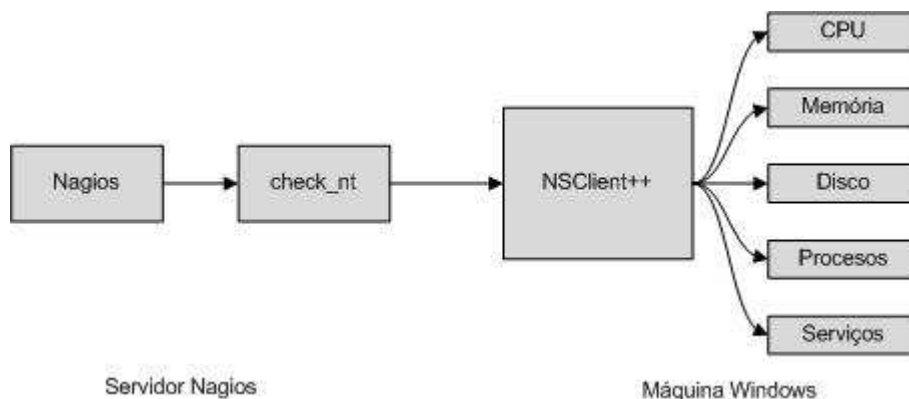 CPU
Memória
Nagios
check_nt
NSClient++
Disco
Procesos
Serviços
Servidor Nagios
Máquina Windows